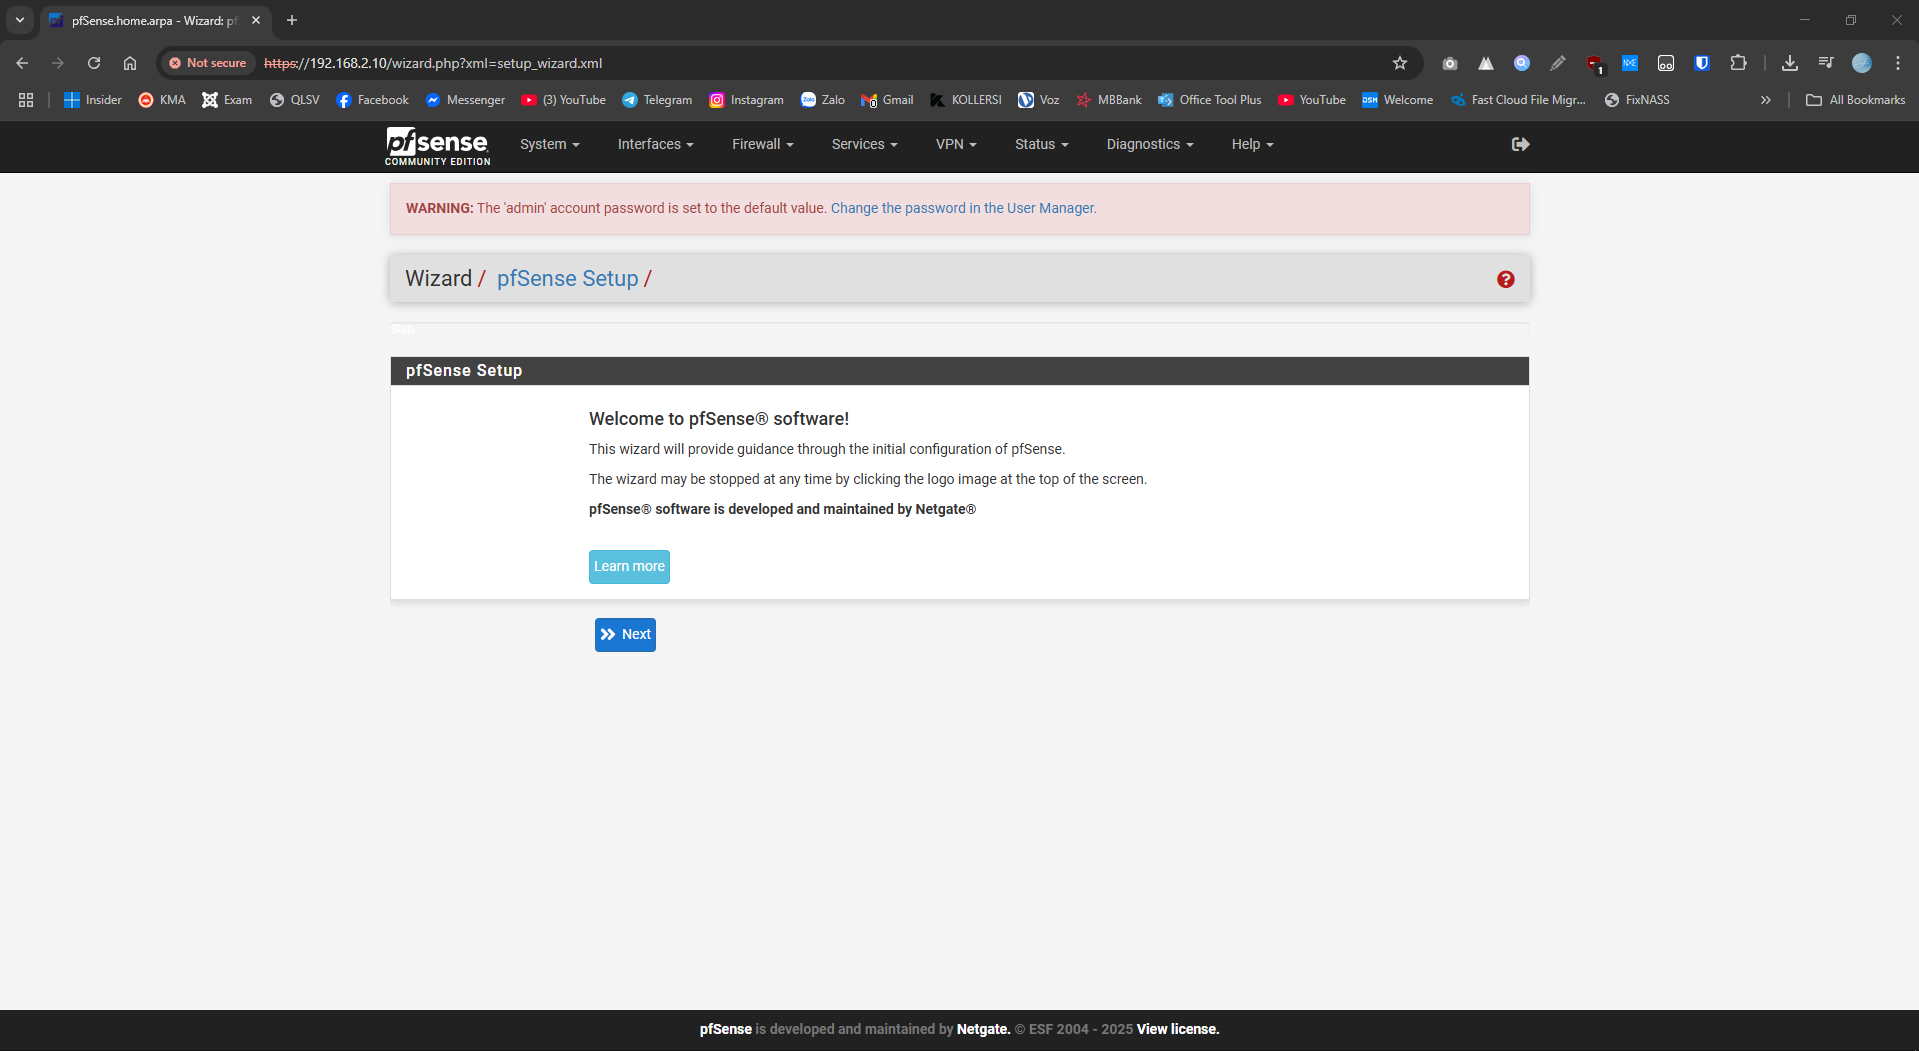 pfSense.home.arpa - Wizard: pf
Not secure https://192.168.2.10/wizard.php?xml=setup_wizard.xml
1
Insider KMA Exam QLSV Facebook Messenger (3) YouTube Telegram Instagram Zalo Gmail KOLLERSI Voz MBBank Office Tool Plus YouTube Welcome Fast Cloud File Migr... FixNASS All Bookmarks
pfsense
COMMUNITY EDITION
System Interfaces Firewall Services VPN Status Diagnostics Help
WARNING: The 'admin' account password is set to the default value. Change the password in the User Manager.
Wizard / pfSense Setup /
Step
pfSense Setup
Welcome to pfSense® software!
This wizard will provide guidance through the initial configuration of pfSense.
The wizard may be stopped at any time by clicking the logo image at the top of the screen.
pfSense® software is developed and maintained by Netgate®
Learn more
Next
pfSense is developed and maintained by Netgate. © ESF 2004 - 2025 View license.